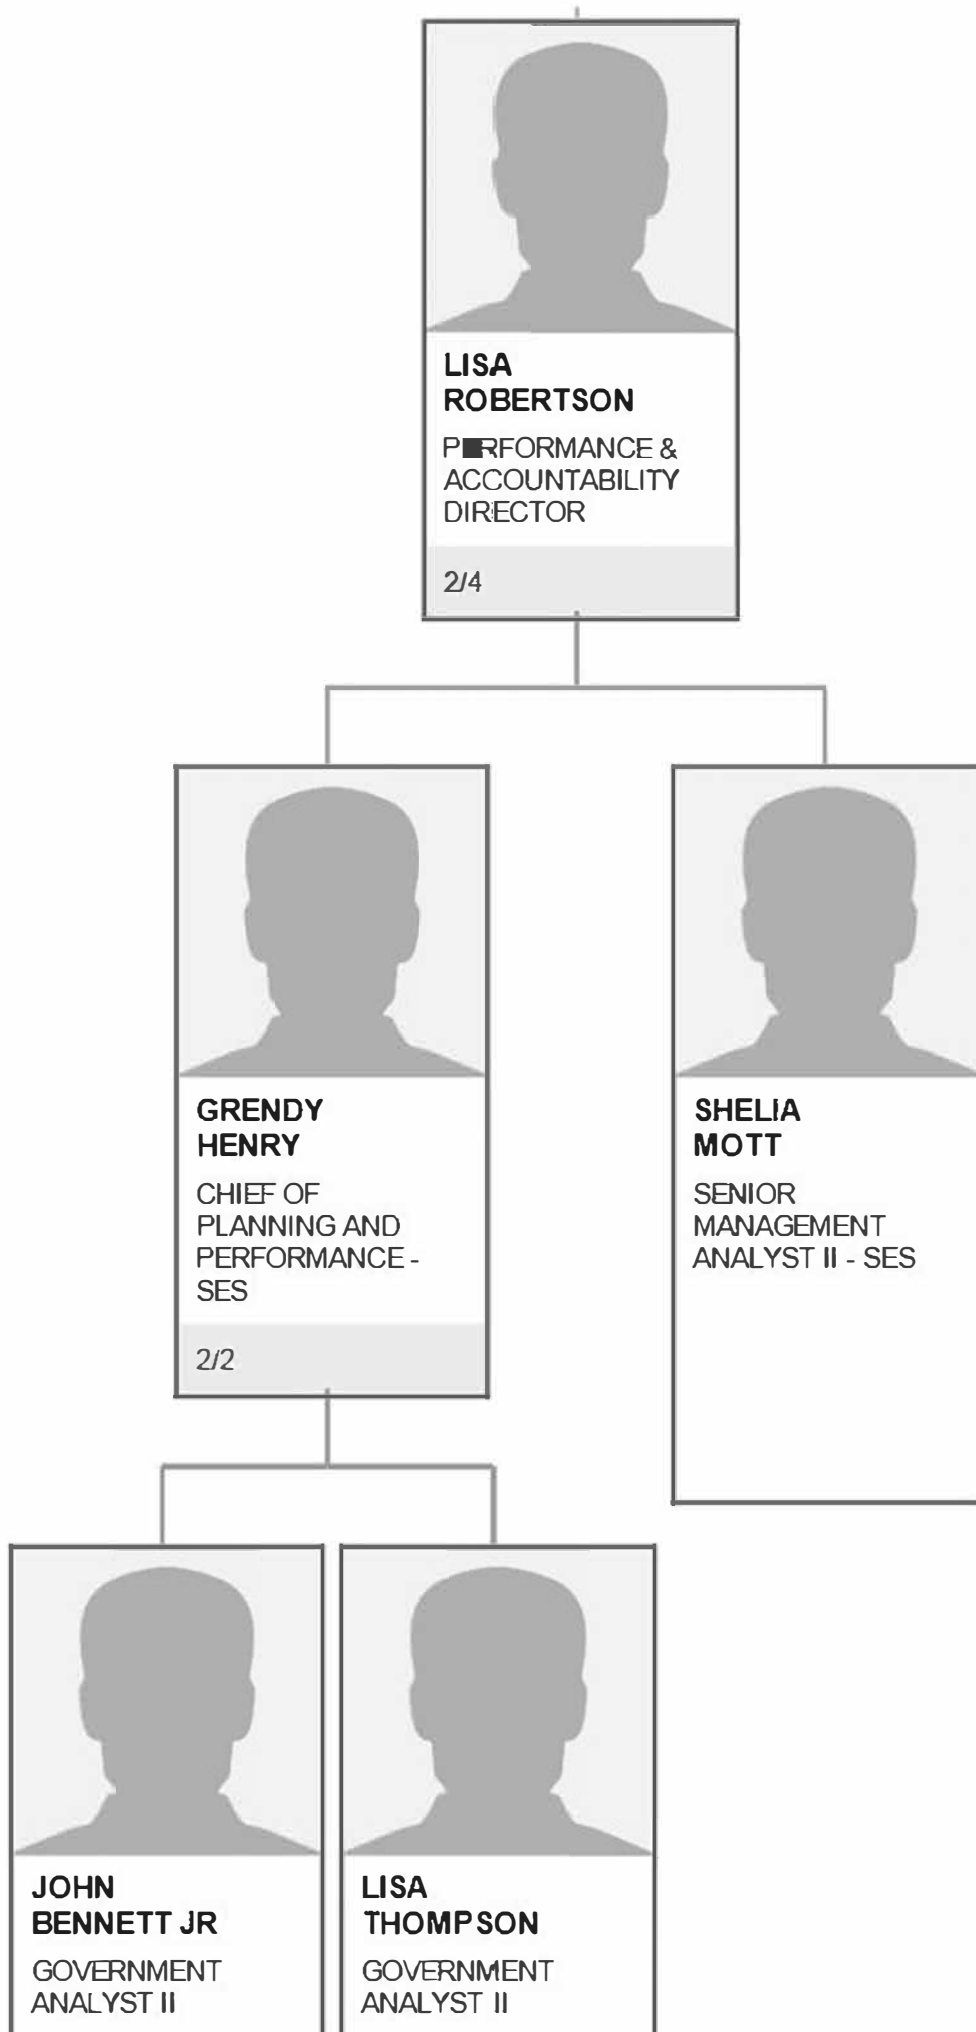 LISA
ROBERTSON
PERFORMANCE &
ACCOUNTABILITY
DIRECTOR
2/4
GRENDY
HENRY
CHIEF OF
PLANNING AND
PERFORMANCE -
SES
2/2
SHELIA
MOTT
SENIOR
MANAGEMENT
ANALYST II - SES
JOHN
BENNETT JR
GOVERNMENT
ANALYST II
LISA
THOMPSON
GOVERNMENT
ANALYST II